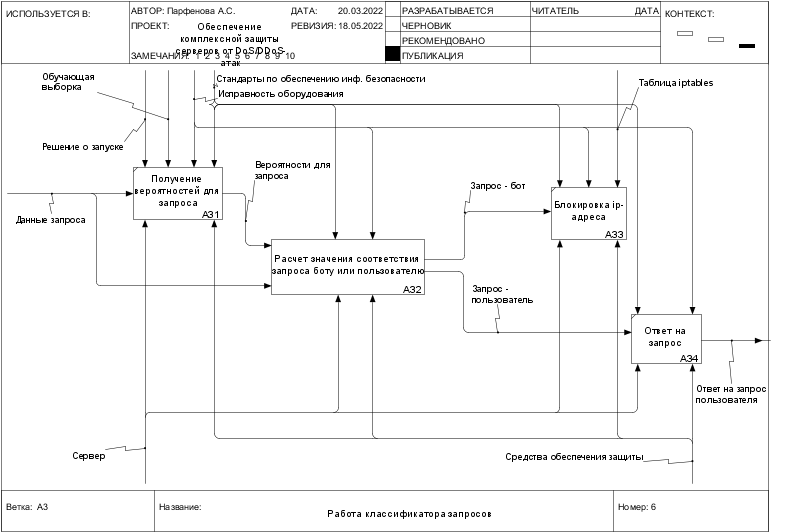 ИСПОЛЬЗУЕТСЯ В:
АВТОР: Парфенова А.С.
ДАТА: 20.03.2022
РАЗРАБАТЫВАЕТСЯ
ЧИТАТЕЛЬ
ДАТА
КОНТЕКСТ:
ПРОЕКТ: Обеспечение
комплексной защиты
серверов от DoS/DDoS-
атак
РЕВИЗИЯ: 18.05.2022
ЧЕРНОВИК
РЕКОМЕНДОВАНО
ЗАМЕЧАНИЯ: 1 2 3 4 5 6 7 8 9 10
ПУБЛИКАЦИЯ
Обучающая
выборка
Стандарты по обеспечению инф. безопасности
Исправность оборудования
Таблица iptables
Решение о запуске
Вероятности для
запроса
Получение
вероятностей для
запроса
A31
Запрос - бот
Блокировка ip-
адреса
A33
Данные запроса
Расчет значения соответствия
запроса боту или пользователю
A32
Запрос -
пользователь
Ответ на
запрос
A34
Ответ на запрос
пользователя
Сервер
Средства обеспечения защиты
Ветка: A3
Название:
Работа классификатора запросов
Номер: 6